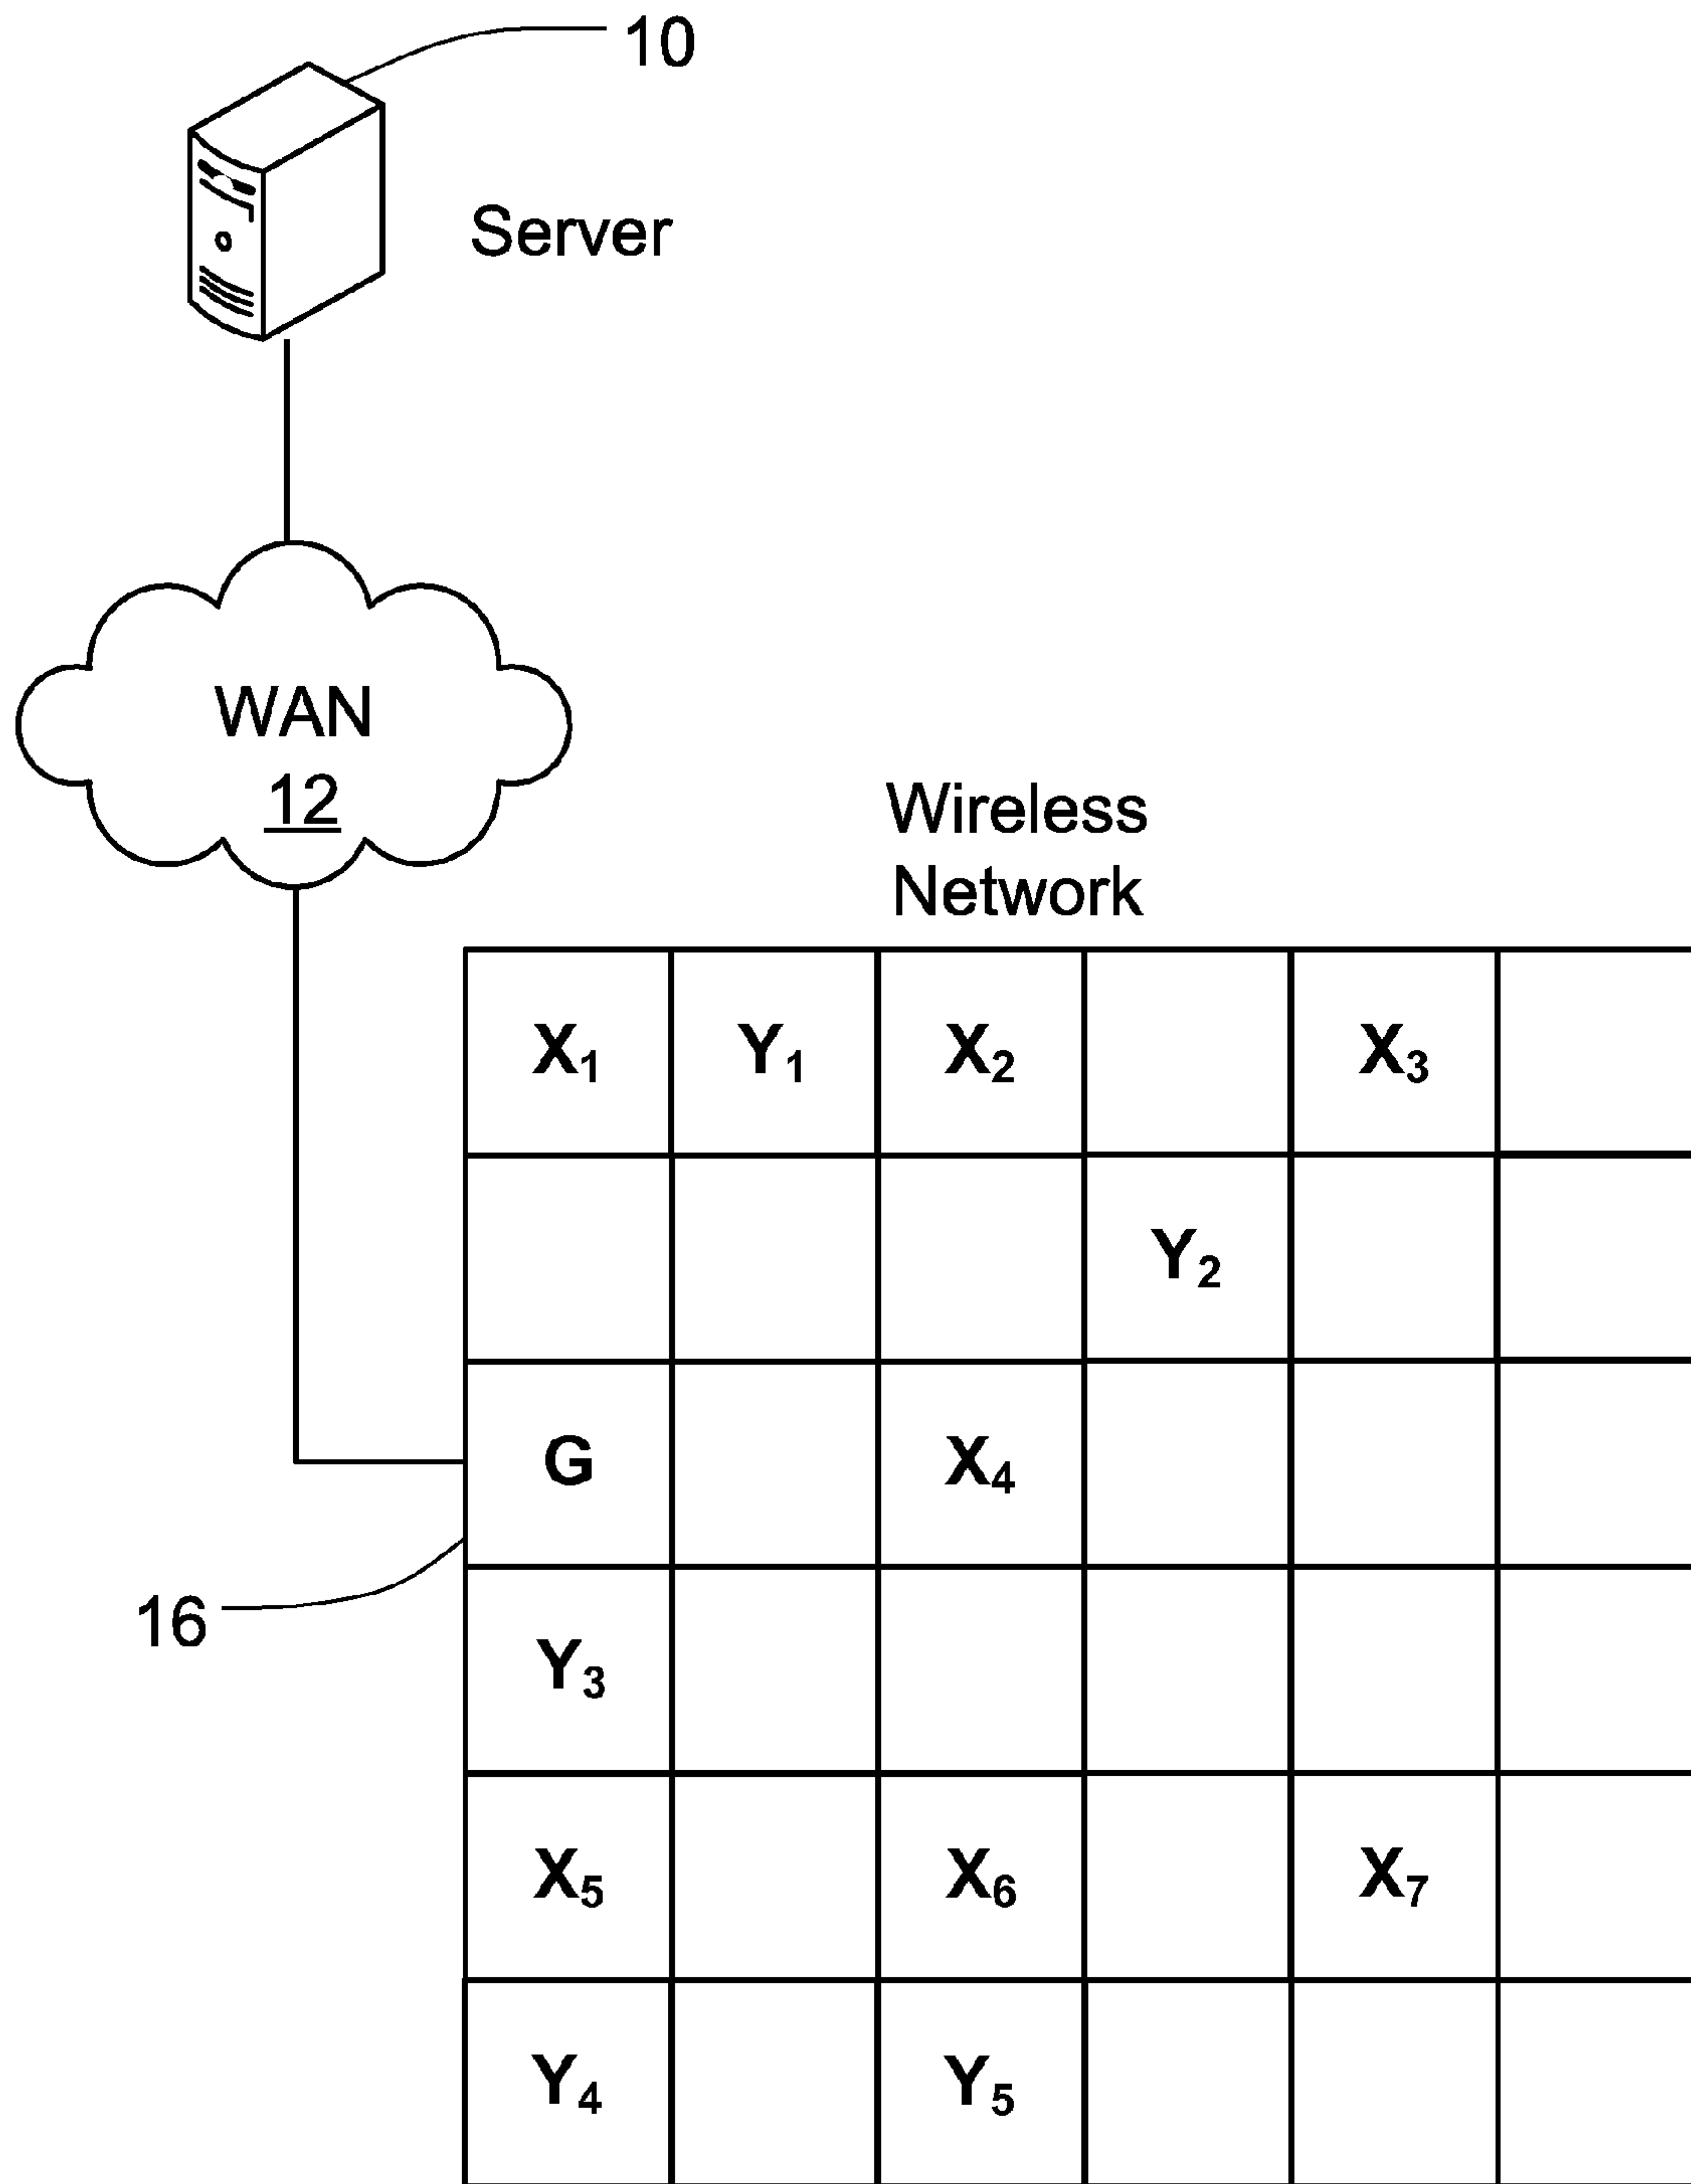 10
Server
WAN
12
Wireless
Network
X1 Y1 X2 X3
Y2
G X4
16
Y3
X5 X6 X7
Y4 Y5